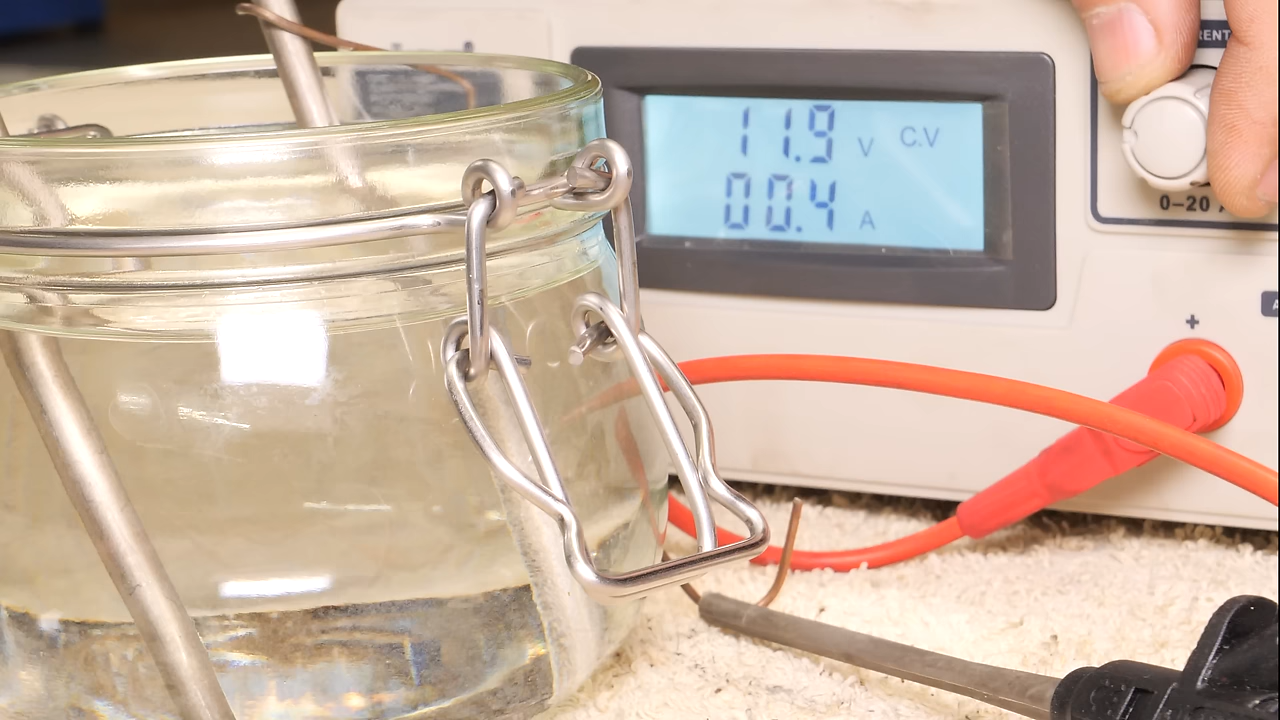 11.9 V C.V
00.4 A
RENT
0–20 A
+
A